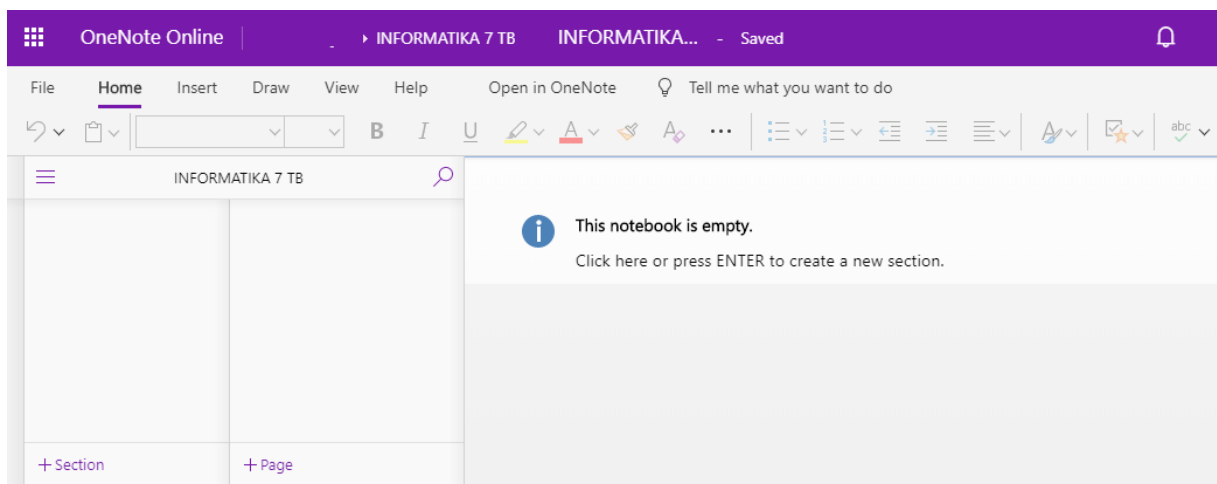 OneNote Online - INFORMATIKA 7 TB INFORMATIKA... - Saved
File Home Insert Draw View Help Open in OneNote Tell me what you want to do
B I U A A ... abc
INFORMATIKA 7 TB
This notebook is empty.
Click here or press ENTER to create a new section.
+ Section + Page